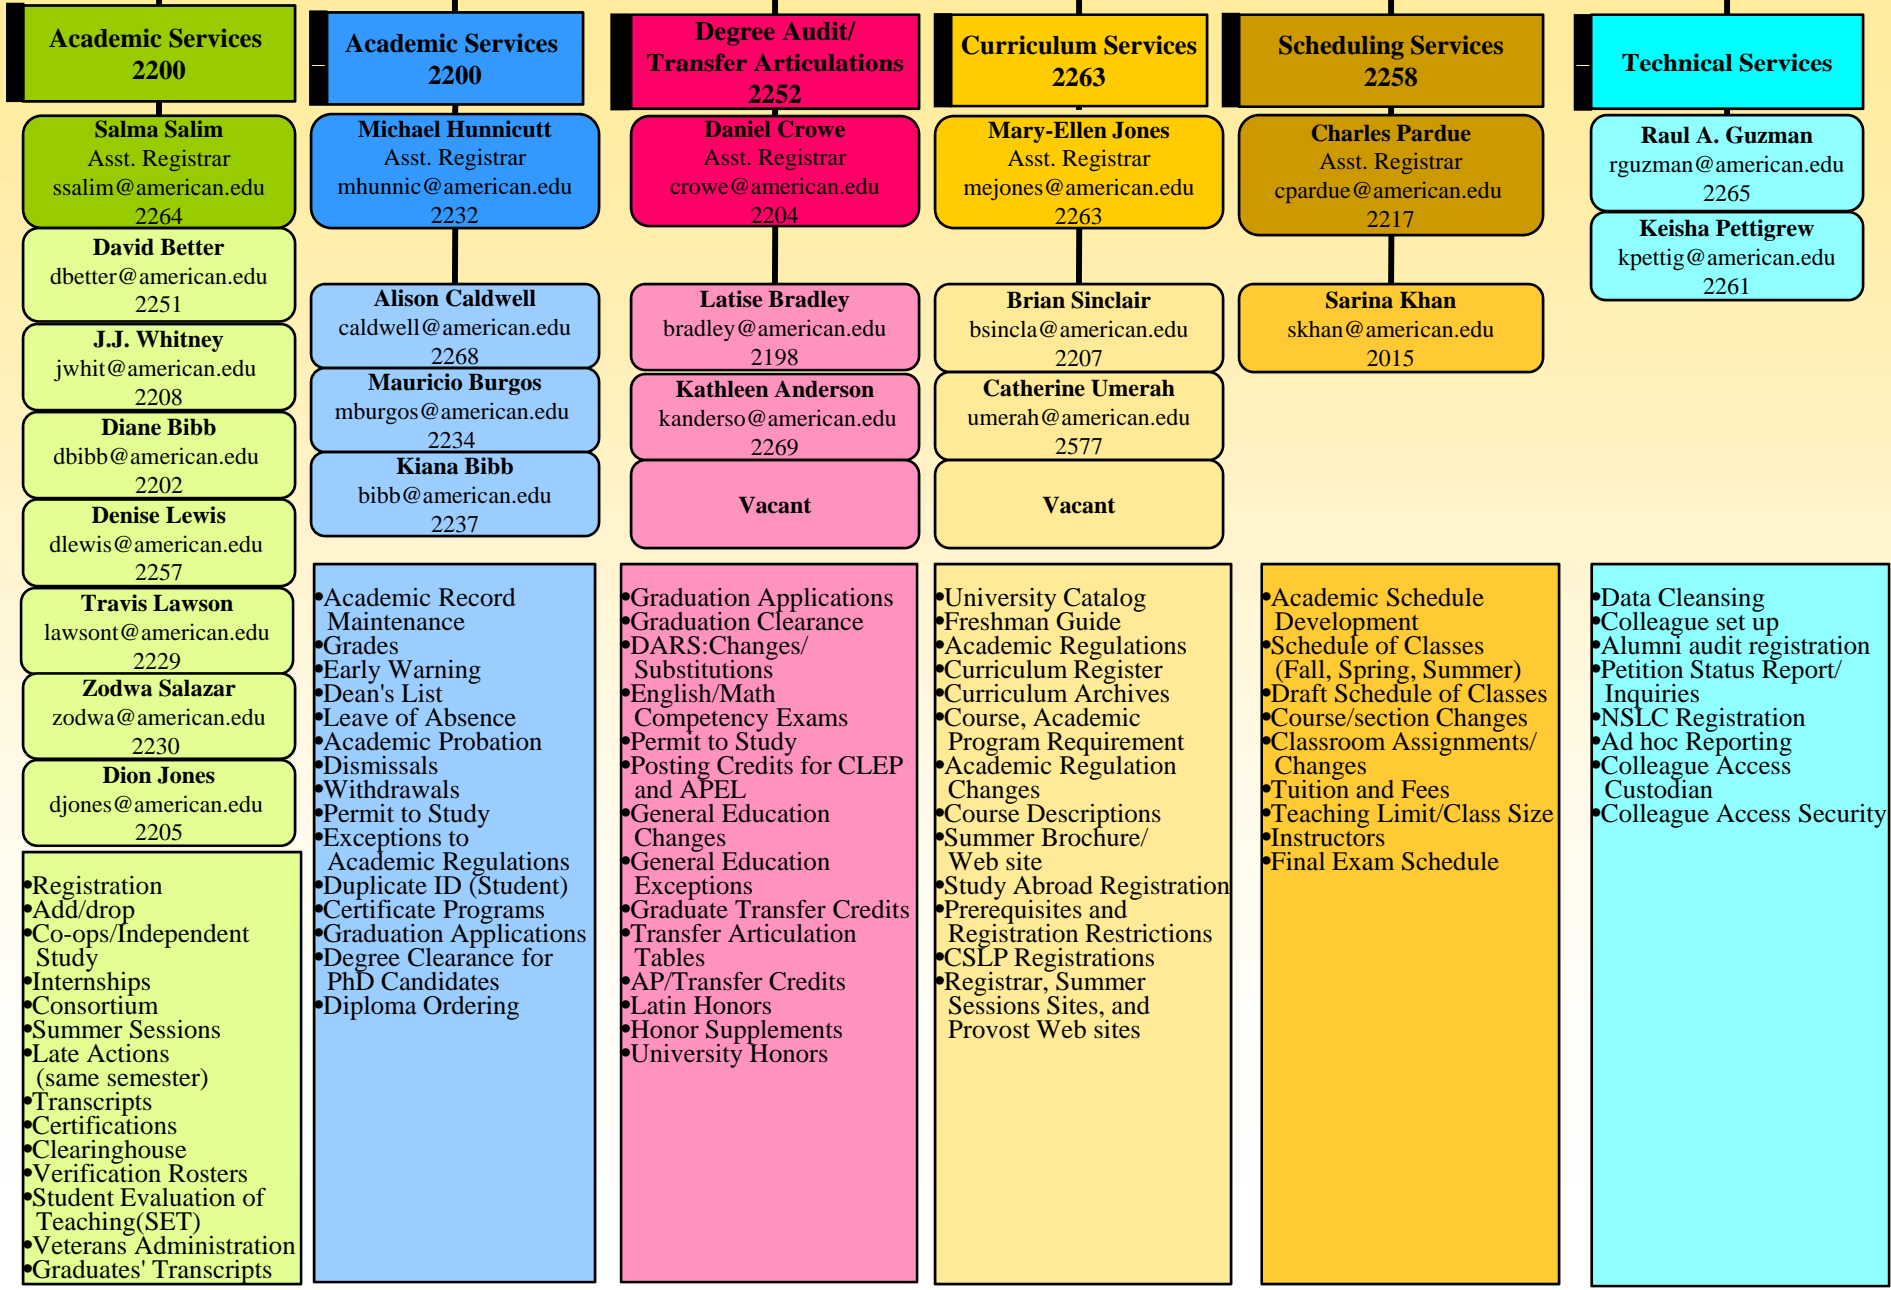 Academic Services
2200
Salma Salim
Asst. Registrar
ssalim@american.edu
2264
David Better
dbetter@american.edu
2251
J.J. Whitney
jwhit@american.edu
2208
Diane Bibb
dbibb@american.edu
2202
Denise Lewis
dlewis@american.edu
2257
Travis Lawson
lawsont@american.edu
2229
Zodwa Salazar
zodwa@american.edu
2230
Dion Jones
djones@american.edu
2205
•Registration
•Add/drop
•Co-ops/Independent
Study
•Internships
•Consortium
•Summer Sessions
•Late Actions
(same semester)
•Transcripts
•Certifications
•Clearinghouse
•Verification Rosters
•Student Evaluation of
Teaching(SET)
•Veterans Administration
•Graduates' Transcripts
Academic Services
2200
Michael Hunnicutt
Asst. Registrar
mhunnic@american.edu
2232
Alison Caldwell
caldwell@american.edu
2268
Mauricio Burgos
mburgos@american.edu
2234
Kiana Bibb
bibb@american.edu
2237
•Academic Record
Maintenance
•Grades
•Early Warning
•Dean's List
•Leave of Absence
•Academic Probation
•Dismissals
•Withdrawals
•Permit to Study
•Exceptions to
Academic Regulations
•Duplicate ID (Student)
•Certificate Programs
•Graduation Applications
•Degree Clearance for
PhD Candidates
•Diploma Ordering
Degree Audit/
Transfer Articulations
2252
Daniel Crowe
Asst. Registrar
crowe@american.edu
2204
Latise Bradley
bradley@american.edu
2198
Kathleen Anderson
kanderso@american.edu
2269
Vacant
•Graduation Applications
•Graduation Clearance
•DARS:Changes/
Substitutions
•English/Math
Competency Exams
•Permit to Study
•Posting Credits for CLEP
and APEL
•General Education
Changes
•General Education
Exceptions
•Graduate Transfer Credits
•Transfer Articulation
Tables
•AP/Transfer Credits
•Latin Honors
•Honor Supplements
•University Honors
Curriculum Services
2263
Mary-Ellen Jones
Asst. Registrar
mejones@american.edu
2263
Brian Sinclair
bsincla@american.edu
2207
Catherine Umerah
umerah@american.edu
2577
Vacant
•University Catalog
•Freshman Guide
•Academic Regulations
•Curriculum Register
•Curriculum Archives
•Course, Academic
Program Requirement
•Academic Regulation
Changes
•Course Descriptions
•Summer Brochure/
Web site
•Study Abroad Registration
•Prerequisites and
Registration Restrictions
•CSLP Registrations
•Registrar, Summer
Sessions Sites, and
Provost Web sites
Scheduling Services
2258
Charles Pardue
Asst. Registrar
cpardue@american.edu
2217
Sarina Khan
skhan@american.edu
2015
•Academic Schedule
Development
•Schedule of Classes
(Fall, Spring, Summer)
•Draft Schedule of Classes
•Course/section Changes
•Classroom Assignments/
Changes
•Tuition and Fees
•Teaching Limit/Class Size
•Instructors
•Final Exam Schedule
Technical Services
Raul A. Guzman
rguzman@american.edu
2265
Keisha Pettigrew
kpettig@american.edu
2261
•Data Cleansing
•Colleague set up
•Alumni audit registration
•Petition Status Report/
Inquiries
•NSLC Registration
•Ad hoc Reporting
•Colleague Access
Custodian
•Colleague Access Security